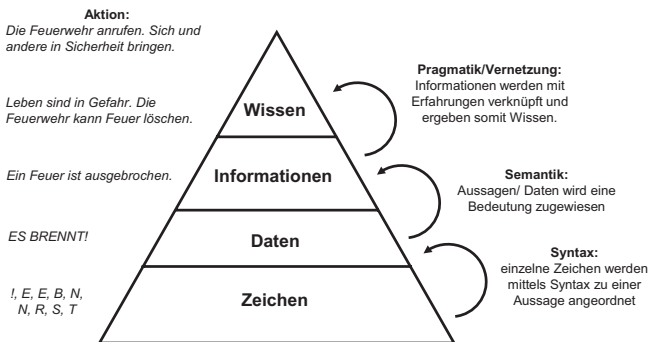 Aktion:
Die Feuerwehr anrufen. Sich und
andere in Sicherheit bringen.
Leben sind in Gefahr. Die
Feuerwehr kann Feuer löschen.
Wissen
Pragmatik/Vernetzung:
Informationen werden mit
Erfahrungen verknüpft und
ergeben somit Wissen.
Ein Feuer ist ausgebrochen.
Informationen
Semantik:
Aussagen/ Daten wird eine
Bedeutung zugewiesen
ES BRENNT!
Daten
Syntax:
einzelne Zeichen werden
mittels Syntax zu einer
Aussage angeordnet
!, E, E, B, N,
N, R, S, T
Zeichen